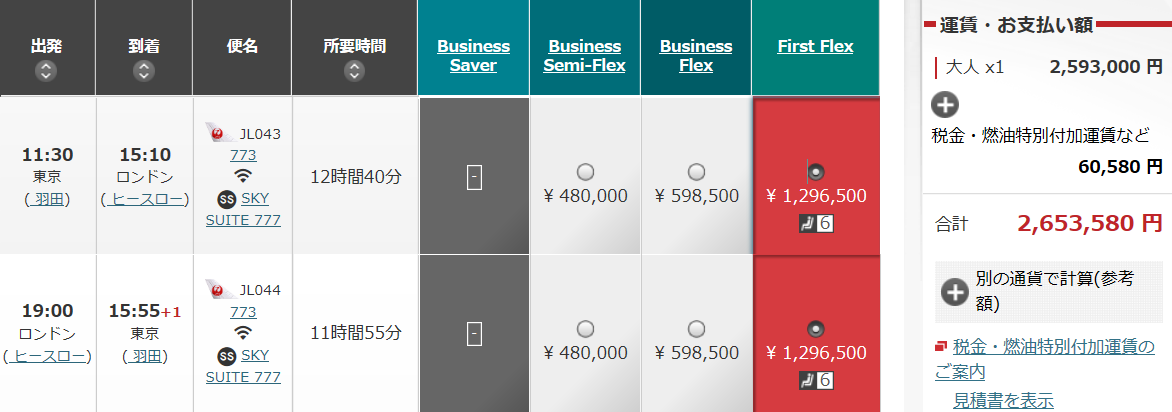 出発
到着
便名
所要時間
Business
Saver
Business
Semi-Flex
Business
Flex
First Flex
11:30
東京
( 羽田)
15:10
ロンドン
( ヒースロー)
JL043
773
SS SKY
SUITE 777
12時間40分
-
¥ 480,000
¥ 598,500
¥ 1,296,500
6
19:00
ロンドン
( ヒースロー)
15:55+1
東京
( 羽田)
JL044
773
SS SKY
SUITE 777
11時間55分
-
¥ 480,000
¥ 598,500
¥ 1,296,500
6
運賃・お支払い額
大人 x1 2,593,000 円
税金・燃油特別付加運賃など
60,580 円
合計 2,653,580 円
別の通貨で計算(参考
額)
税金・燃油特別付加運賃の
ご案内
見積書を表示